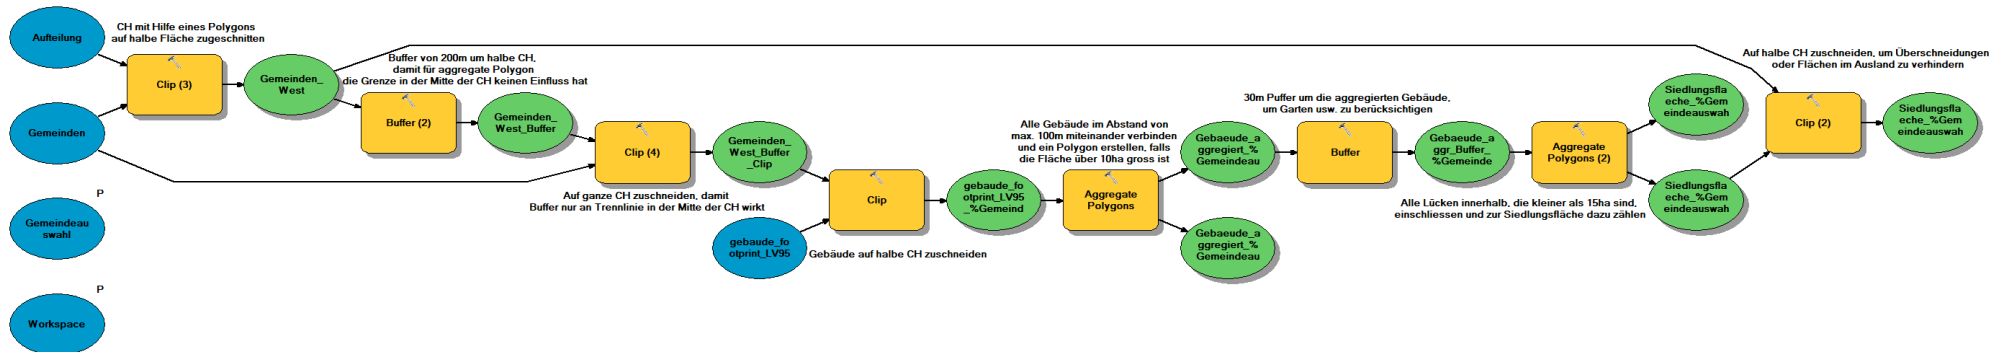 Aufteilung
CH mit Hilfe eines Polygons
auf halbe Fläche zugeschnitten
Clip (3)
Gemeinden_
West
Gemeinden
Buffer von 200m um halbe CH,
damit für aggregate Polygon
die Grenze in der Mitte der CH keinen Einfluss hat
Buffer (2)
Gemeinden_
West_Buffer
Clip (4)
Auf ganze CH zuschneiden, damit
Buffer nur an Trennlinie in der Mitte der CH wirkt
Gemeinden_
West_Buffer
_Clip
P
Gemeindeau
swahl
P
Workspace
gebaude_fo
otprint_LV95
Gebäude auf halbe CH zuschneiden
Clip
gebaude_fo
otprint_LV95
_%Gemeind
Alle Gebäude im Abstand von
max. 100m miteinander verbinden
und ein Polygon erstellen, falls
die Fläche über 10ha gross ist
Aggregate
Polygons
Gebaeude_a
ggregiert_%
Gemeindeau
Gebaeude_a
ggregiert_%
Gemeindeau
30m Puffer um die aggregierten Gebäude,
um Garten usw. zu berücksichtigen
Buffer
Gebaeude_a
ggr_Buffer_
%Gemeinde
Aggregate
Polygons (2)
Alle Lücken innerhalb, die kleiner als 15ha sind,
einschliessen und zur Siedlungsfläche dazu zählen
Siedlungsfla
eche_%Gem
eindeauswah
Siedlungsfla
eche_%Gem
eindeauswah
Auf halbe CH zuschneiden, um Überschneidungen
oder Flächen im Ausland zu verhindern
Clip (2)
Siedlungsfla
eche_%Gem
eindeauswah